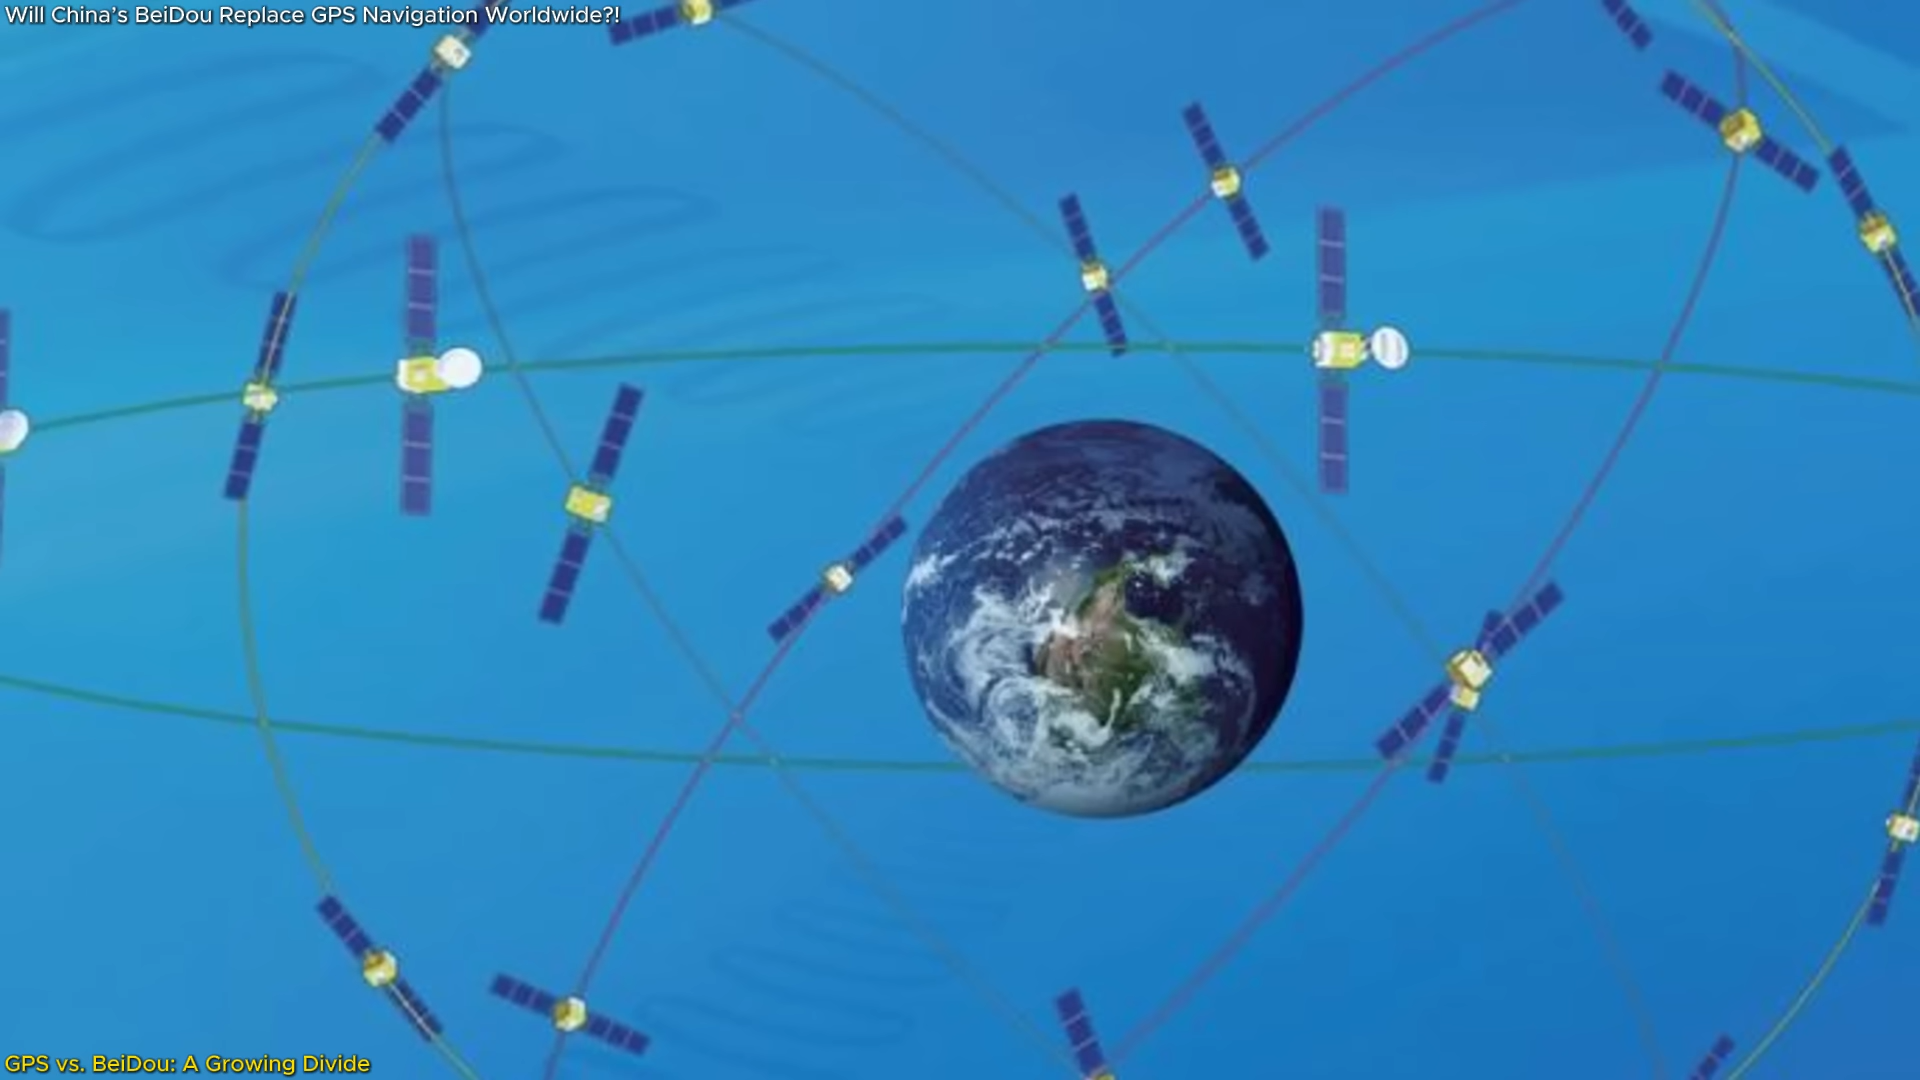 Will China’s BeiDou Replace GPS Navigation Worldwide?!
GPS vs. BeiDou: A Growing Divide